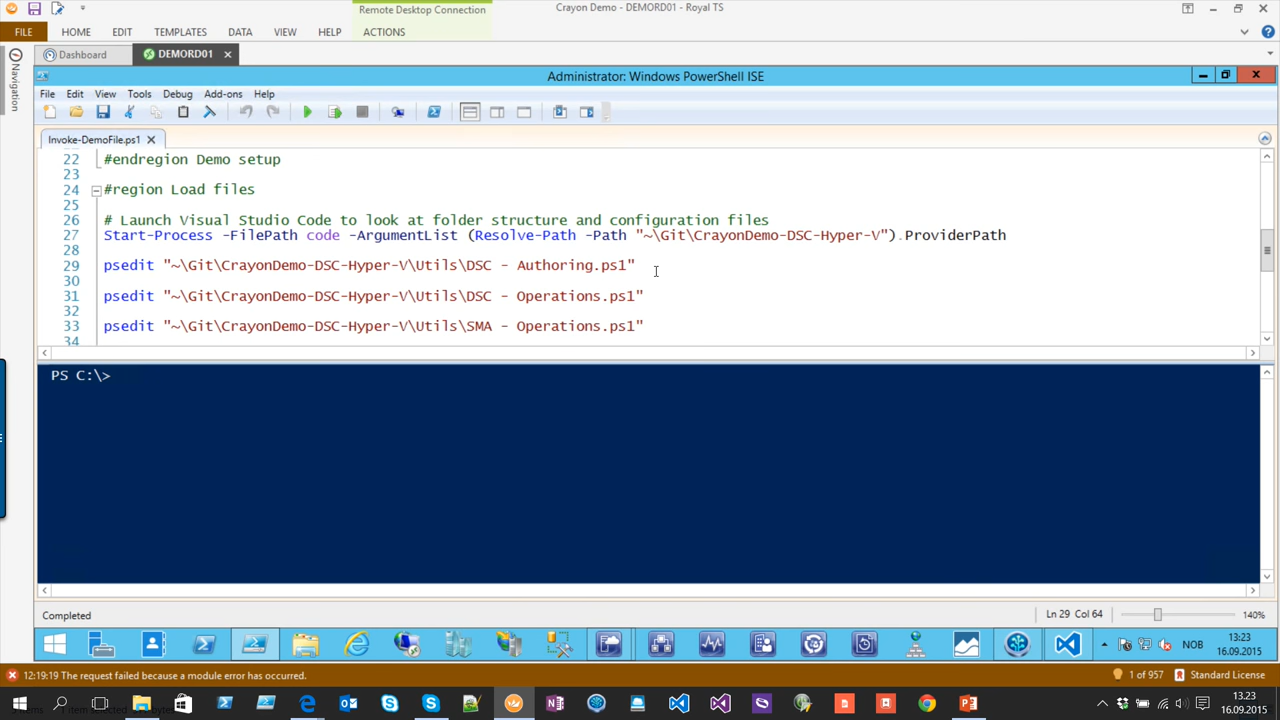 Remote Desktop Connection
Crayon Demo - DEMORD01 - Royal TS
FILE HOME EDIT TEMPLATES DATA VIEW HELP ACTIONS
Dashboard DEMORD01
Navigation
Administrator: Windows PowerShell ISE
File Edit View Tools Debug Add-ons Help
Invoke-DemoFile.ps1
22 #endregion Demo setup
23
24 #region Load files
25
26 # Launch Visual Studio Code to look at folder structure and configuration files
27 Start-Process -FilePath code -ArgumentList (Resolve-Path -Path "~\Git\CrayonDemo-DSC-Hyper-V").ProviderPath
28
29 psedit "~\Git\CrayonDemo-DSC-Hyper-V\Utils\DSC - Authoring.ps1"
30
31 psedit "~\Git\CrayonDemo-DSC-Hyper-V\Utils\DSC - Operations.ps1"
32
33 psedit "~\Git\CrayonDemo-DSC-Hyper-V\Utils\SMA - Operations.ps1"
34
PS C:\>
Completed Ln 29 Col 64 140%
NOB
13:23
16.09.2015
12:19:19 The request failed because a module error has occurred. 1 of 957 Standard License
13.23
16.09.2015